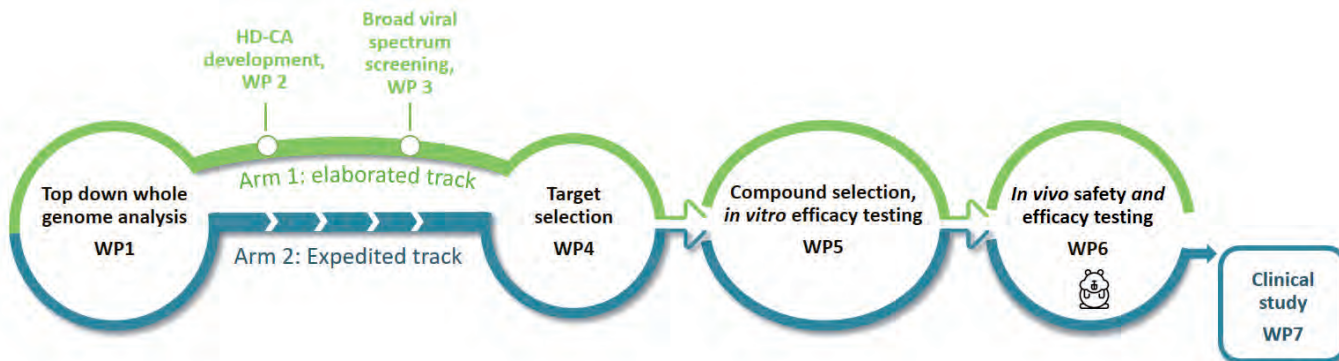 HD-CA
development,
WP 2
Broad viral
spectrum
screening,
WP 3
Top down whole
genome analysis
WP1
Arm 1: elaborated track
Arm 2: Expedited track
Target
selection
WP4
Compound selection,
in vitro efficacy testing
WP5
In vivo safety and
efficacy testing
WP6
Clinical
study
WP7